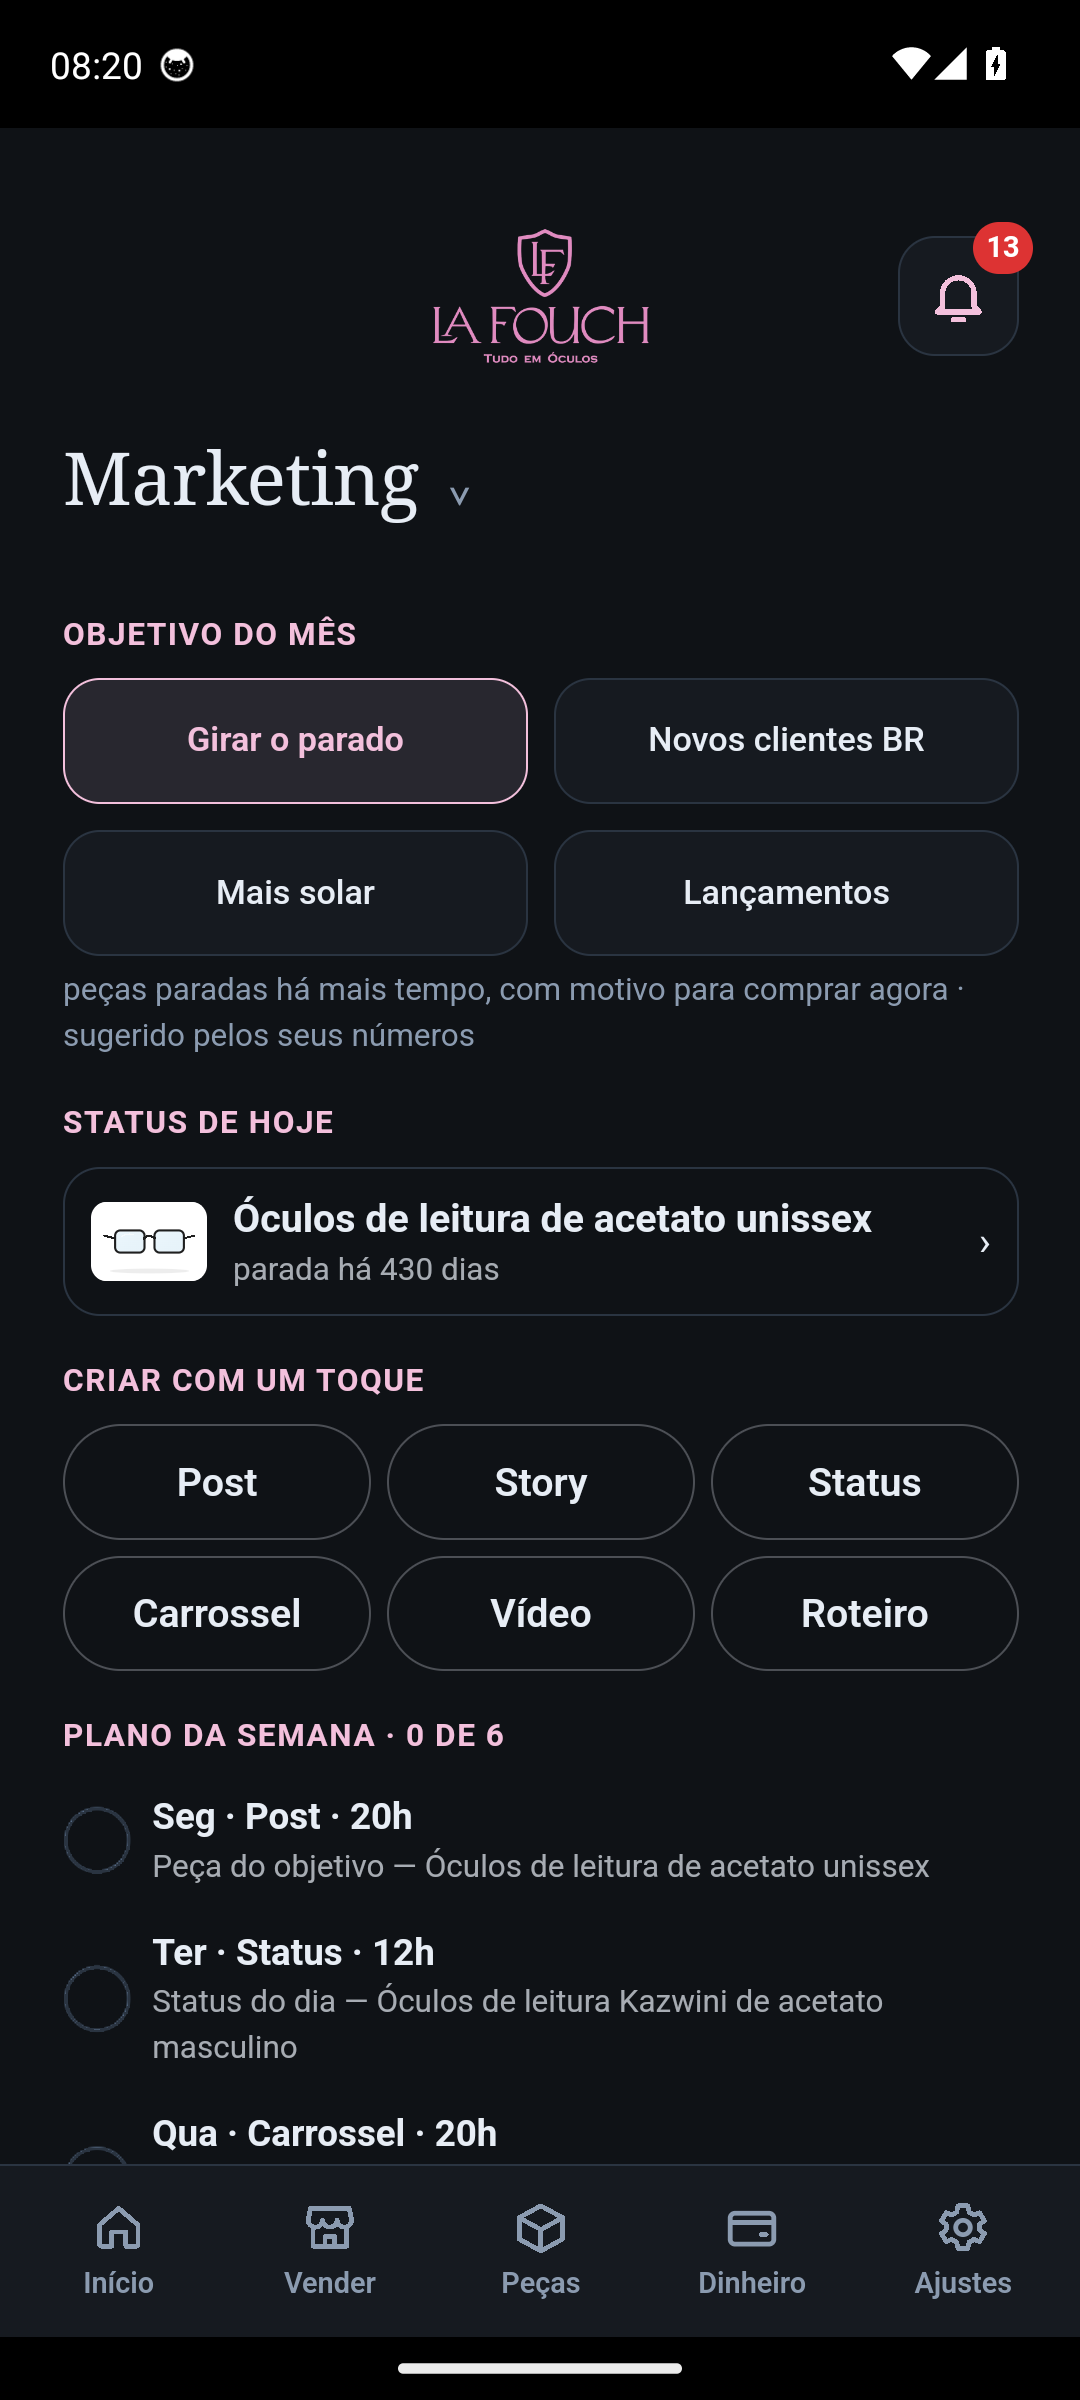 08:20
13
LF
LA FOUCH
TUDO EM ÓCULOS
Marketing
OBJETIVO DO MÊS
Girar o parado
Novos clientes BR
Mais solar
Lançamentos
peças paradas há mais tempo, com motivo para comprar agora ·
sugerido pelos seus números
STATUS DE HOJE
Óculos de leitura de acetato unissex
parada há 430 dias
CRIAR COM UM TOQUE
Post
Story
Status
Carrossel
Vídeo
Roteiro
PLANO DA SEMANA · 0 DE 6
Seg · Post · 20h
Peça do objetivo — Óculos de leitura de acetato unissex
Ter · Status · 12h
Status do dia — Óculos de leitura Kazwini de acetato
masculino
Qua · Carrossel · 20h
Início
Vender
Peças
Dinheiro
Ajustes